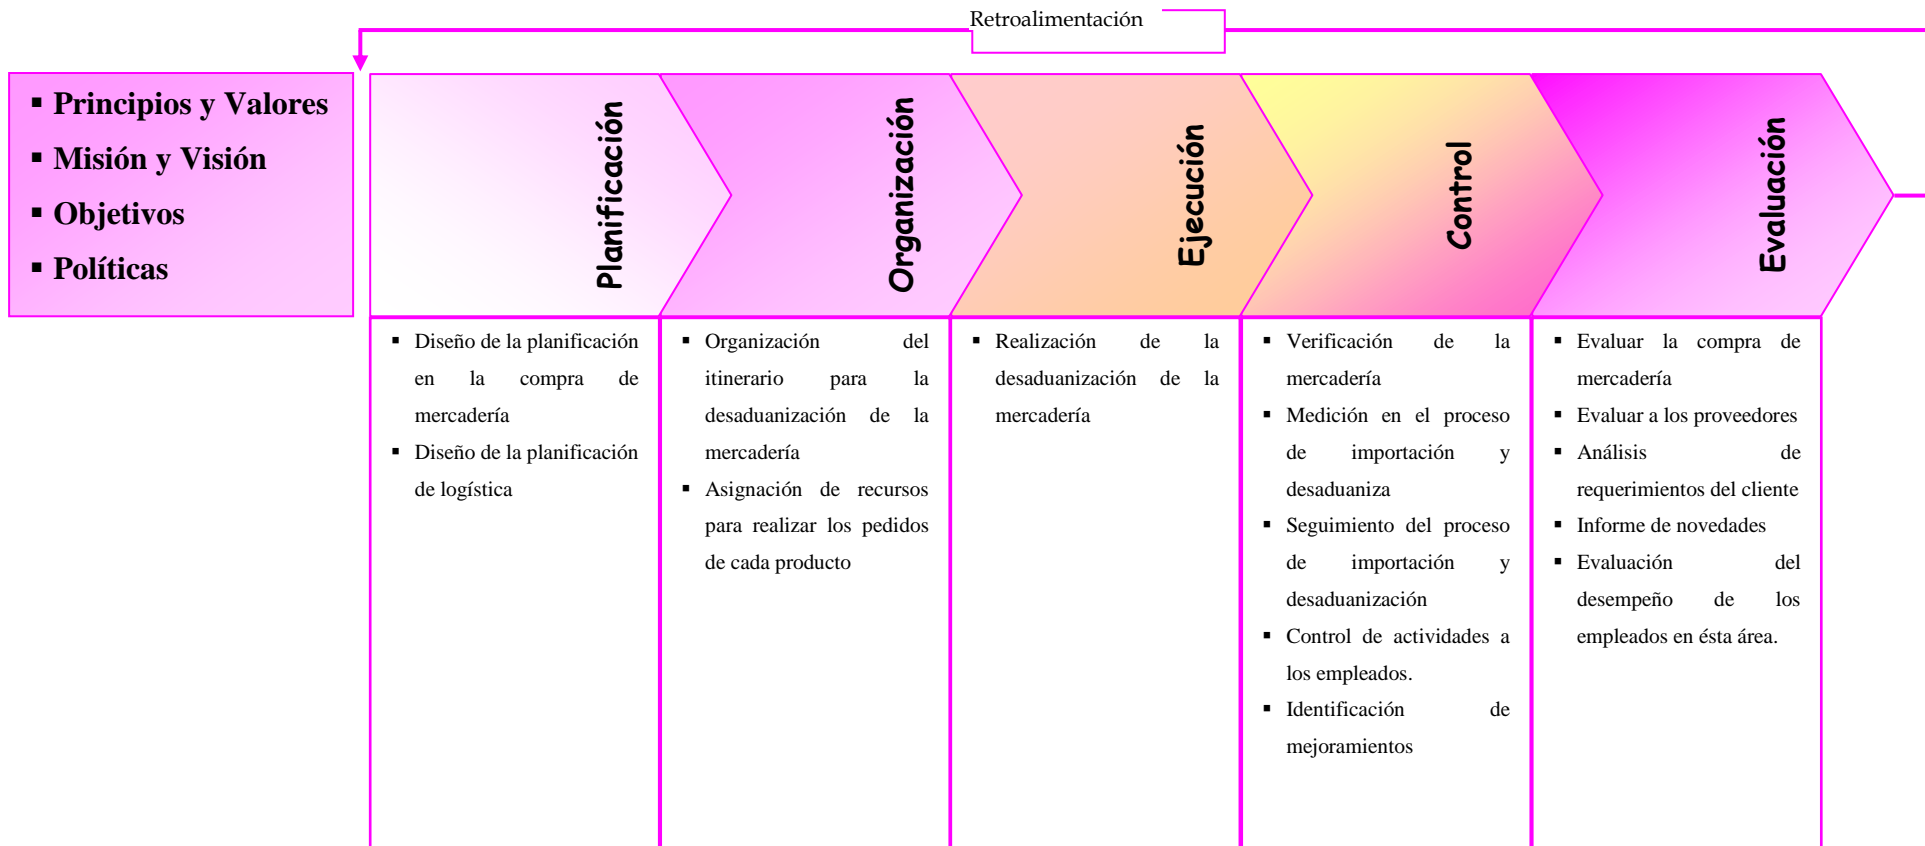 Retroalimentación
▪ Principios y Valores
▪ Misión y Visión
▪ Objetivos
▪ Políticas
Planificación
Organización
Ejecución
Control
Evaluación
▪ Diseño de la planificación
en la compra de
mercadería
▪ Diseño de la planificación
de logística
▪ Organización del
itinerario para la
desaduanización de la
mercadería
▪ Asignación de recursos
para realizar los pedidos
de cada producto
▪ Realización de la
desaduanización de la
mercadería
▪ Verificación de la
mercadería
▪ Medición en el proceso
de importación y
desaduaniza
▪ Seguimiento del proceso
de importación y
desaduanización
▪ Control de actividades a
los empleados.
▪ Identificación de
mejoramientos
▪ Evaluar la compra de
mercadería
▪ Evaluar a los proveedores
▪ Análisis de
requerimientos del cliente
▪ Informe de novedades
▪ Evaluación del
desempeño de los
empleados en ésta área.